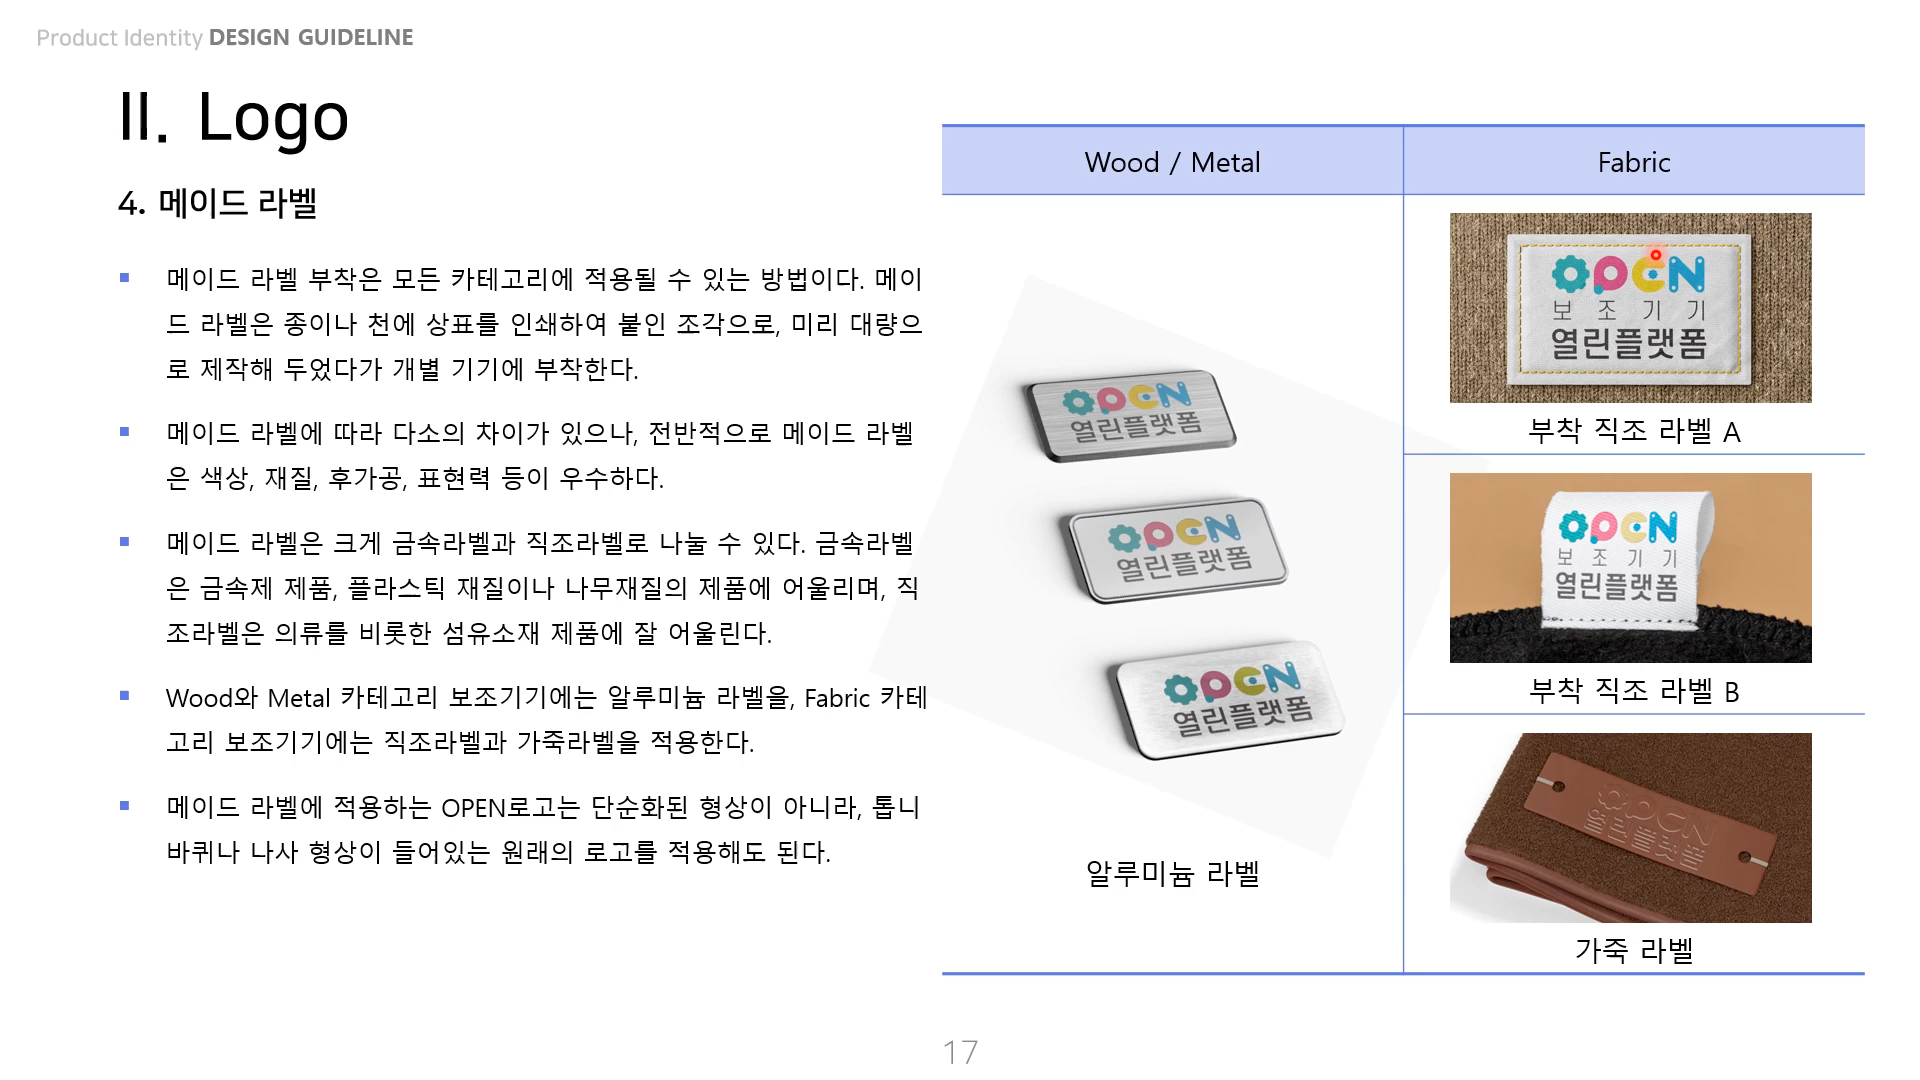 Product Identity DESIGN GUIDELINE
II. Logo
4. 메이드 라벨
메이드 라벨 부착은 모든 카테고리에 적용될 수 있는 방법이다. 메이
드 라벨은 종이나 천에 상표를 인쇄하여 붙인 조각으로, 미리 대량으
로 제작해 두었다가 개별 기기에 부착한다.
메이드 라벨에 따라 다소의 차이가 있으나, 전반적으로 메이드 라벨
은 색상, 재질, 후가공, 표현력 등이 우수하다.
메이드 라벨은 크게 금속라벨과 직조라벨로 나눌 수 있다. 금속라벨
은 금속제 제품, 플라스틱 재질이나 나무재질의 제품에 어울리며, 직
조라벨은 의류를 비롯한 섬유소재 제품에 잘 어울린다.
Wood와 Metal 카테고리 보조기기에는 알루미늄 라벨을, Fabric 카테
고리 보조기기에는 직조라벨과 가죽라벨을 적용한다.
메이드 라벨에 적용하는 OPEN로고는 단순화된 형상이 아니라, 톱니
바퀴나 나사 형상이 들어있는 원래의 로고를 적용해도 된다.
Wood / Metal
OPEN
열린플랫폼
OPEN
열린플랫폼
OPEN
열린플랫폼
알루미늄 라벨
Fabric
OPEN
보 조 기 기
열린플랫폼
부착 직조 라벨 A
OPEN
보 조 기 기
열린플랫폼
부착 직조 라벨 B
OPEN
열린플랫폼
가죽 라벨
17